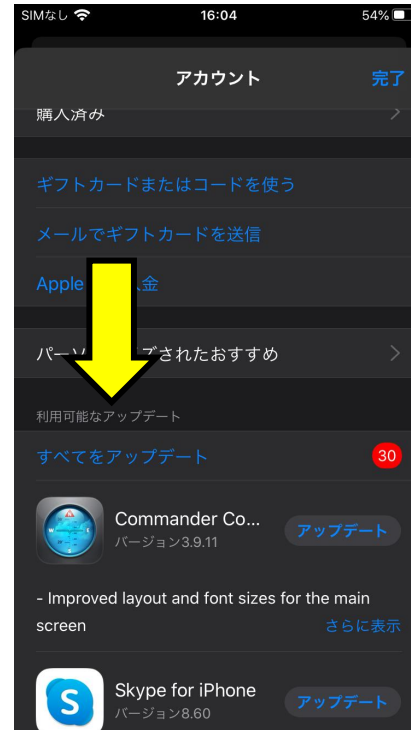 SIMなし 16:04 54%
アカウント 完了
購入済み
ギフトカードまたはコードを使う
メールでギフトカードを送信
Apple 金
パーソ ズされたおすすめ
利用可能なアップデート
すべてをアップデート 30
Commander Co... アップデート
バージョン3.9.11
- Improved layout and font sizes for the main
screen さらに表示
Skype for iPhone アップデート
バージョン8.60